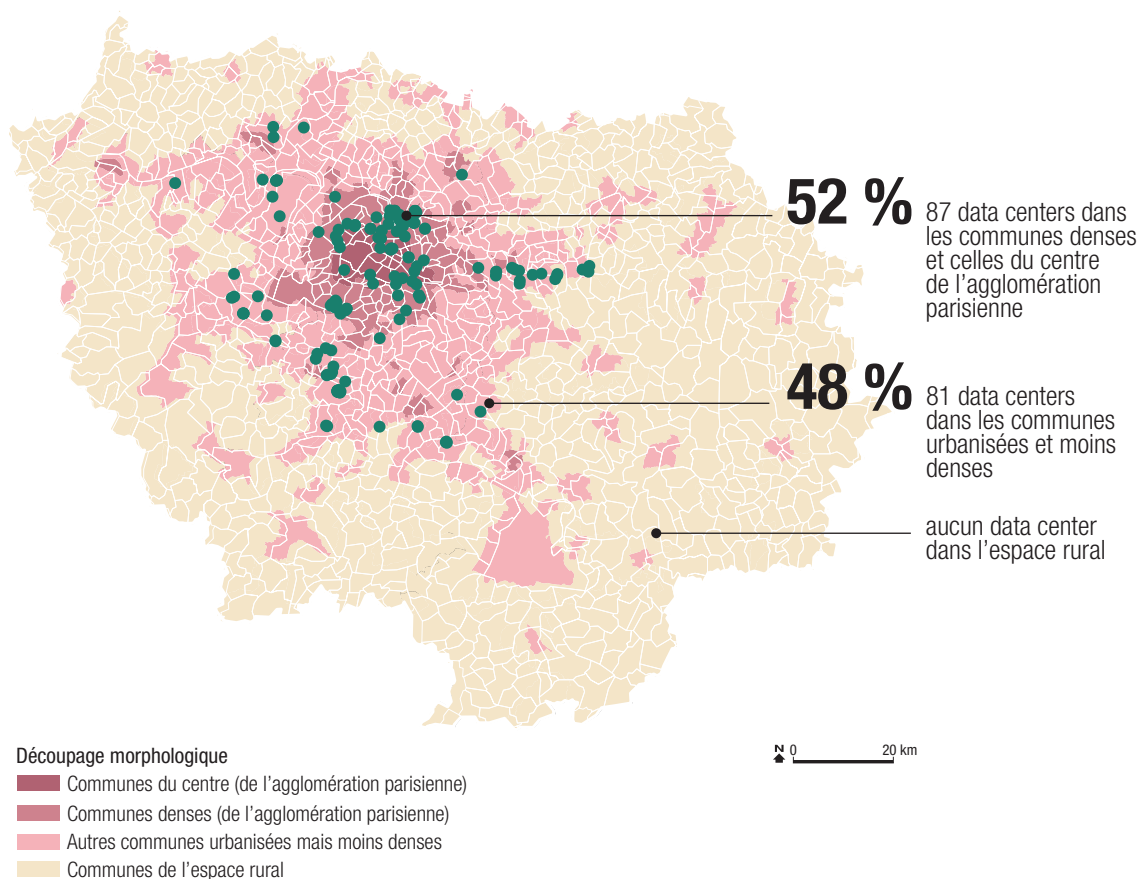 52 %
87 data centers dans
les communes denses
et celles du centre
de l’agglomération
parisienne
48 %
81 data centers
dans les communes
urbanisées et moins
denses
aucun data center
dans l’espace rural
Découpage morphologique
Communes du centre (de l’agglomération parisienne)
Communes denses (de l’agglomération parisienne)
Autres communes urbanisées mais moins denses
Communes de l’espace rural
N 0 20 km